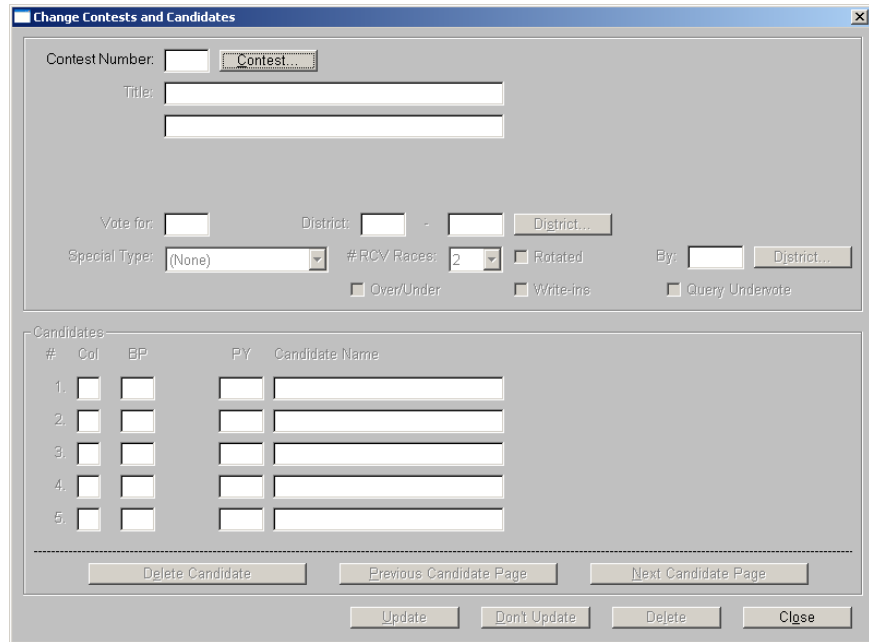 Change Contests and Candidates
Contest Number: Contest...
Title:
Vote for: District: - District...
Special Type: (None) # RCV Races: 2 Rotated By: District...
Over/Under Write-ins Query Undervote
Candidates
# Col BP PY Candidate Name
1.
2.
3.
4.
5.
Delete Candidate Previous Candidate Page Next Candidate Page
Update Don't Update Delete Close